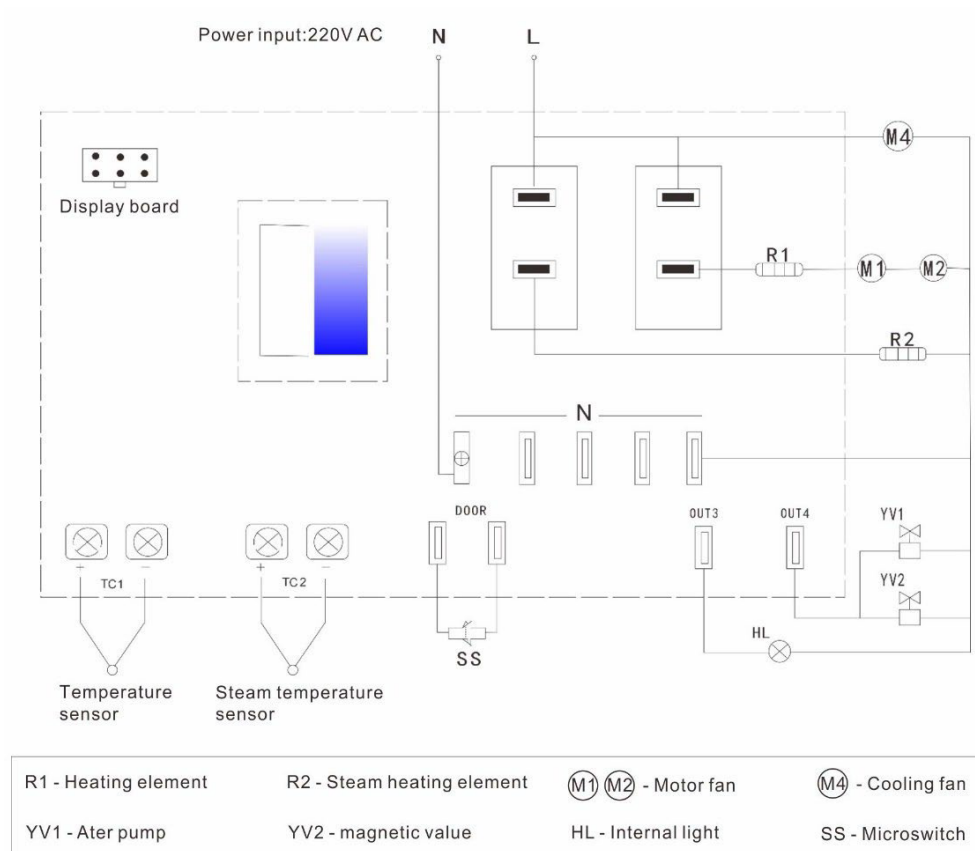 Power input:220V AC
N
L
M4
Display board
R1
M1
M2
R2
N
DOOR
OUT3
OUT4
YV1
YV2
+
-
TC1
+
-
TC2
HL
SS
Temperature
sensor
Steam temperature
sensor
R1 - Heating element
R2 - Steam heating element
M1 M2 - Motor fan
M4 - Cooling fan
YV1 - Ater pump
YV2 - magnetic value
HL - Internal light
SS - Microswitch